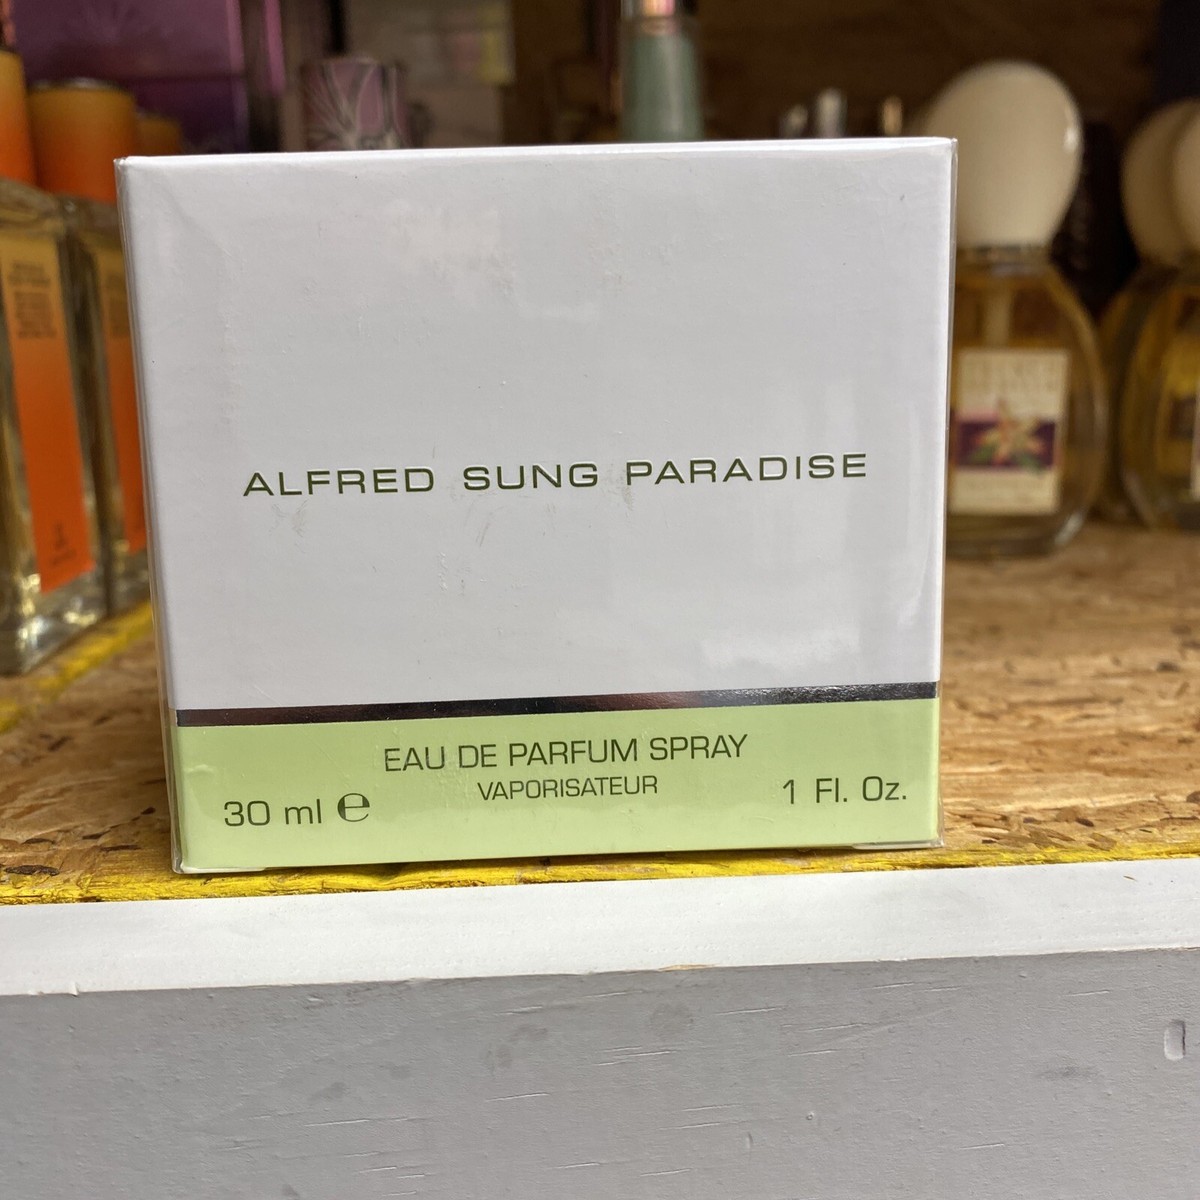 ALFRED SUNG PARADISE
EAU DE PARFUM SPRAY
VAPORISATEUR
30 ml ℮
1 Fl. Oz.